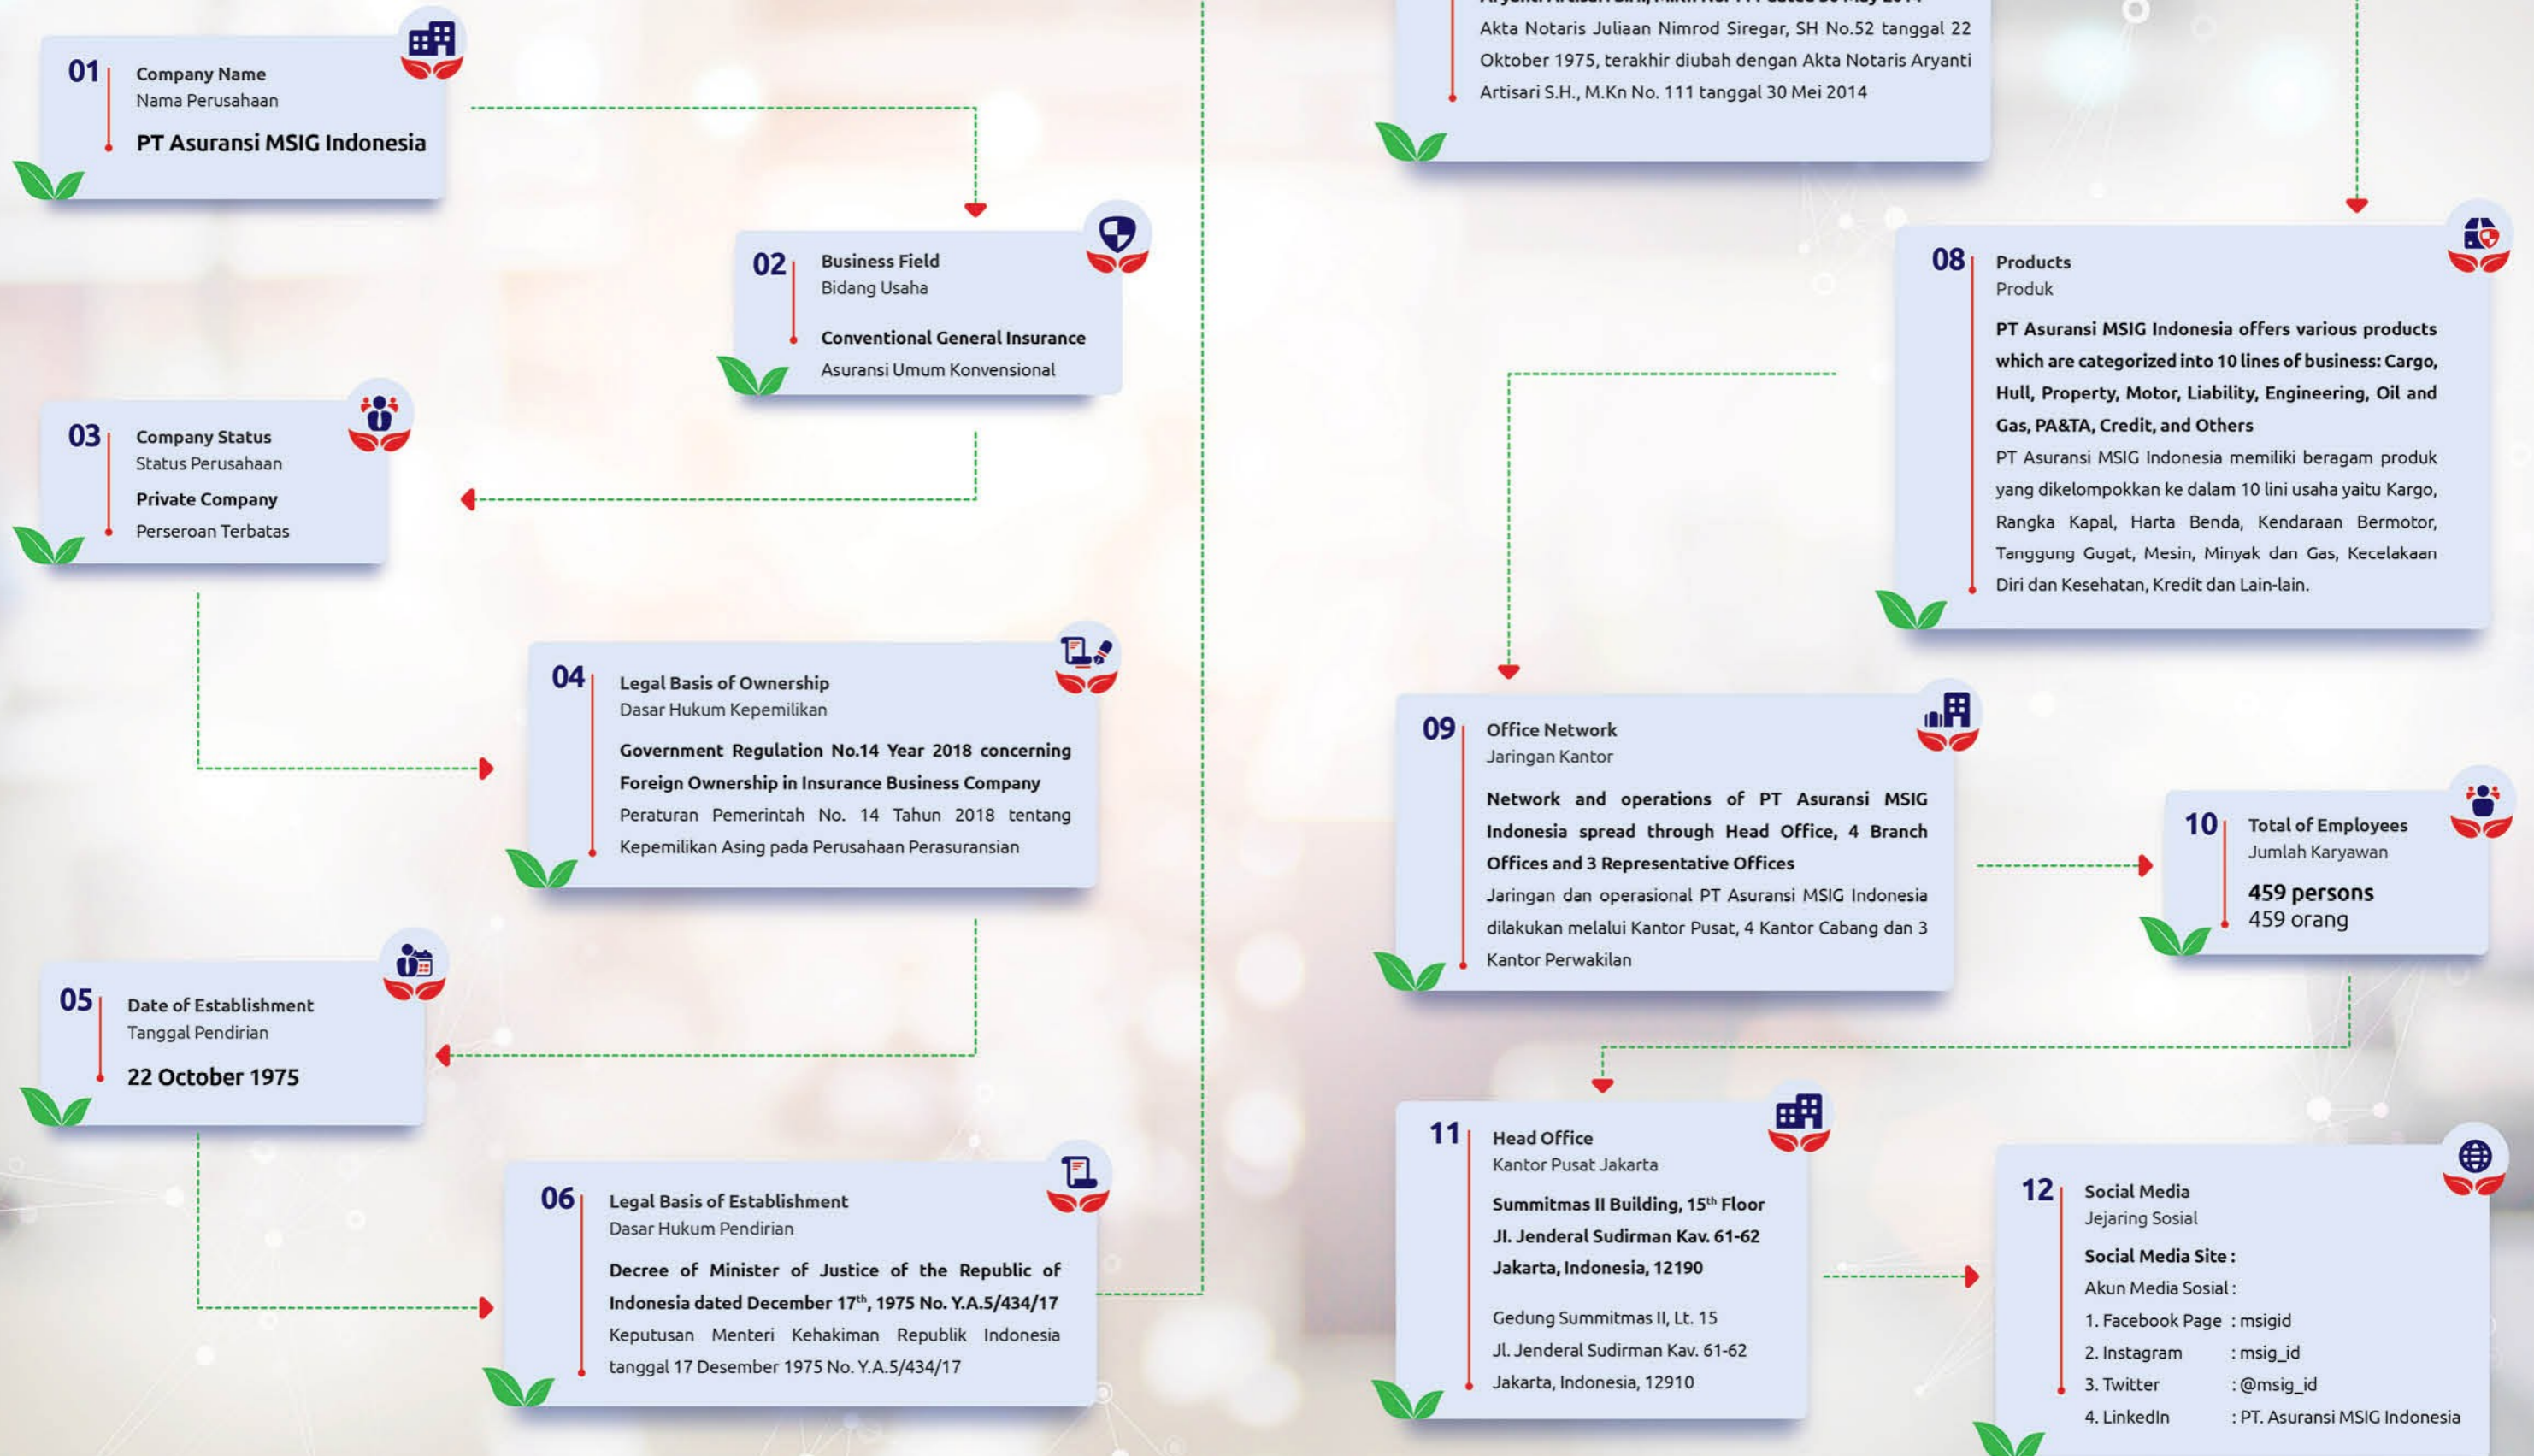 01
Company Name
Nama Perusahaan
PT Asuransi MSIG Indonesia
02
Business Field
Bidang Usaha
Conventional General Insurance
Asuransi Umum Konvensional
03
Company Status
Status Perusahaan
Private Company
Perseroan Terbatas
04
Legal Basis of Ownership
Dasar Hukum Kepemilikan
Government Regulation No.14 Year 2018 concerning
Foreign Ownership in Insurance Business Company
Peraturan Pemerintah No. 14 Tahun 2018 tentang
Kepemilikan Asing pada Perusahaan Perasuransian
05
Date of Establishment
Tanggal Pendirian
22 October 1975
06
Legal Basis of Establishment
Dasar Hukum Pendirian
Decree of Minister of Justice of the Republic of
Indonesia dated December 17th, 1975 No. Y.A.5/434/17
Keputusan Menteri Kehakiman Republik Indonesia
tanggal 17 Desember 1975 No. Y.A.5/434/17
Akta Notaris Juliaan Nimrod Siregar, SH No.52 tanggal 22
Oktober 1975, terakhir diubah dengan Akta Notaris Aryanti
Artisari S.H., M.Kn No. 111 tanggal 30 Mei 2014
08
Products
Produk
PT Asuransi MSIG Indonesia offers various products
which are categorized into 10 lines of business: Cargo,
Hull, Property, Motor, Liability, Engineering, Oil and
Gas, PA&TA, Credit, and Others
PT Asuransi MSIG Indonesia memiliki beragam produk
yang dikelompokkan ke dalam 10 lini usaha yaitu Kargo,
Rangka Kapal, Harta Benda, Kendaraan Bermotor,
Tanggung Gugat, Mesin, Minyak dan Gas, Kecelakaan
Diri dan Kesehatan, Kredit dan Lain-lain.
09
Office Network
Jaringan Kantor
Network and operations of PT Asuransi MSIG
Indonesia spread through Head Office, 4 Branch
Offices and 3 Representative Offices
Jaringan dan operasional PT Asuransi MSIG Indonesia
dilakukan melalui Kantor Pusat, 4 Kantor Cabang dan 3
Kantor Perwakilan
10
Total of Employees
Jumlah Karyawan
459 persons
459 orang
11
Head Office
Kantor Pusat Jakarta
Summitmas II Building, 15th Floor
Jl. Jenderal Sudirman Kav. 61-62
Jakarta, Indonesia, 12190
Gedung Summitmas II, Lt. 15
Jl. Jenderal Sudirman Kav. 61-62
Jakarta, Indonesia, 12910
12
Social Media
Jejaring Sosial
Social Media Site :
Akun Media Sosial :
1. Facebook Page : msigid
2. Instagram : msig_id
3. Twitter : @msig_id
4. LinkedIn : PT. Asuransi MSIG Indonesia